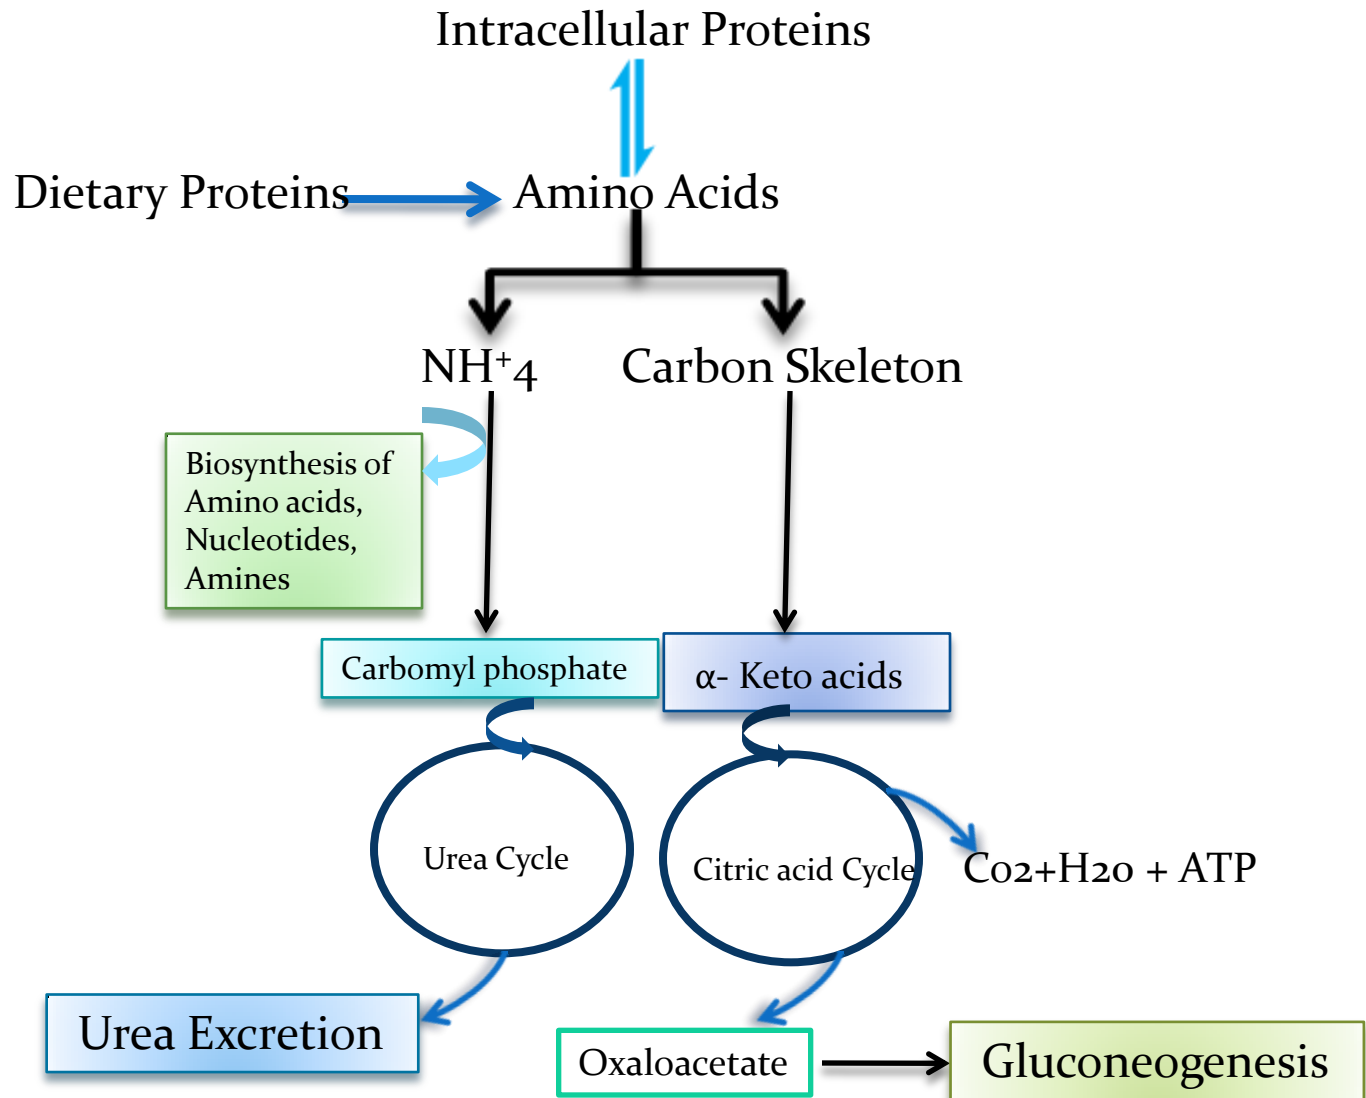 Intracellular Proteins
Dietary Proteins
Amino Acids
NH⁺4
Carbon Skeleton
Biosynthesis of
Amino acids,
Nucleotides,
Amines
Carbomyl phosphate
α- Keto acids
Urea Cycle
Citric acid Cycle
Co2+H2o + ATP
Urea Excretion
Oxaloacetate
Gluconeogenesis